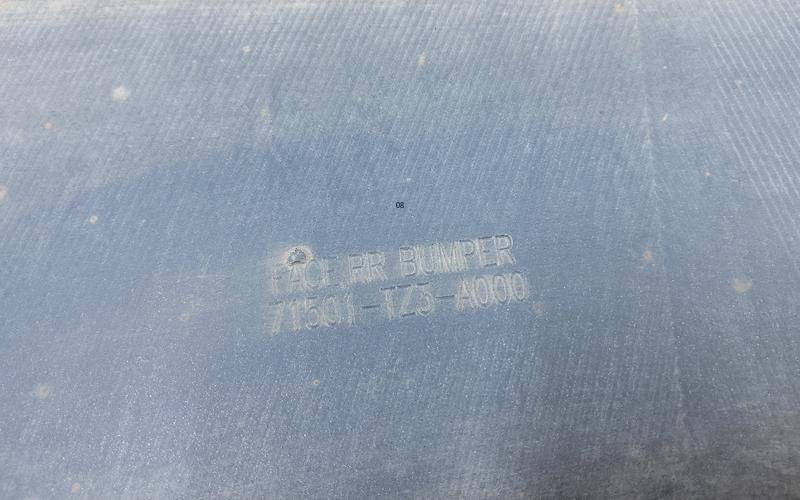 08
FACE,RR BUMPER
71501-TZ5-A000